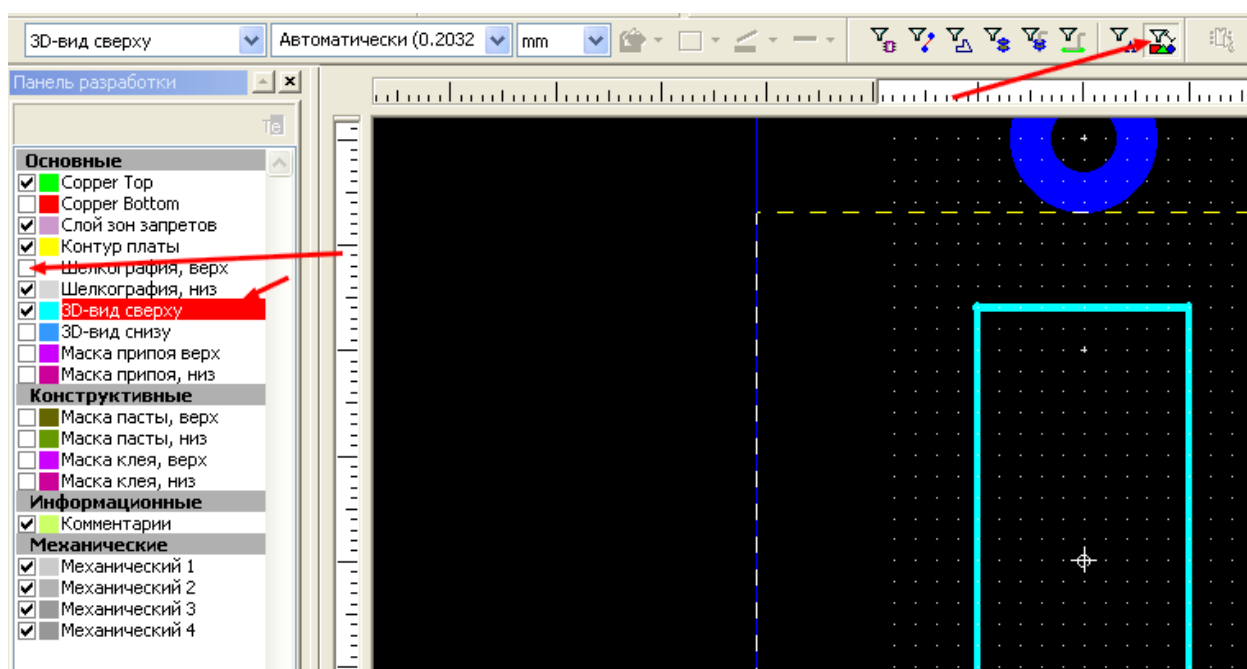 3D-вид сверху
Автоматически (0.2032
mm
Панель разработки
Основные
Copper Top
Copper Bottom
Слой зон запретов
Контур платы
Шелкография, верх
Шелкография, низ
3D-вид сверху
3D-вид снизу
Маска припоя верх
Маска припоя, низ
Конструктивные
Маска пасты, верх
Маска пасты, низ
Маска клея, верх
Маска клея, низ
Информационные
Комментарии
Механические
Механический 1
Механический 2
Механический 3
Механический 4